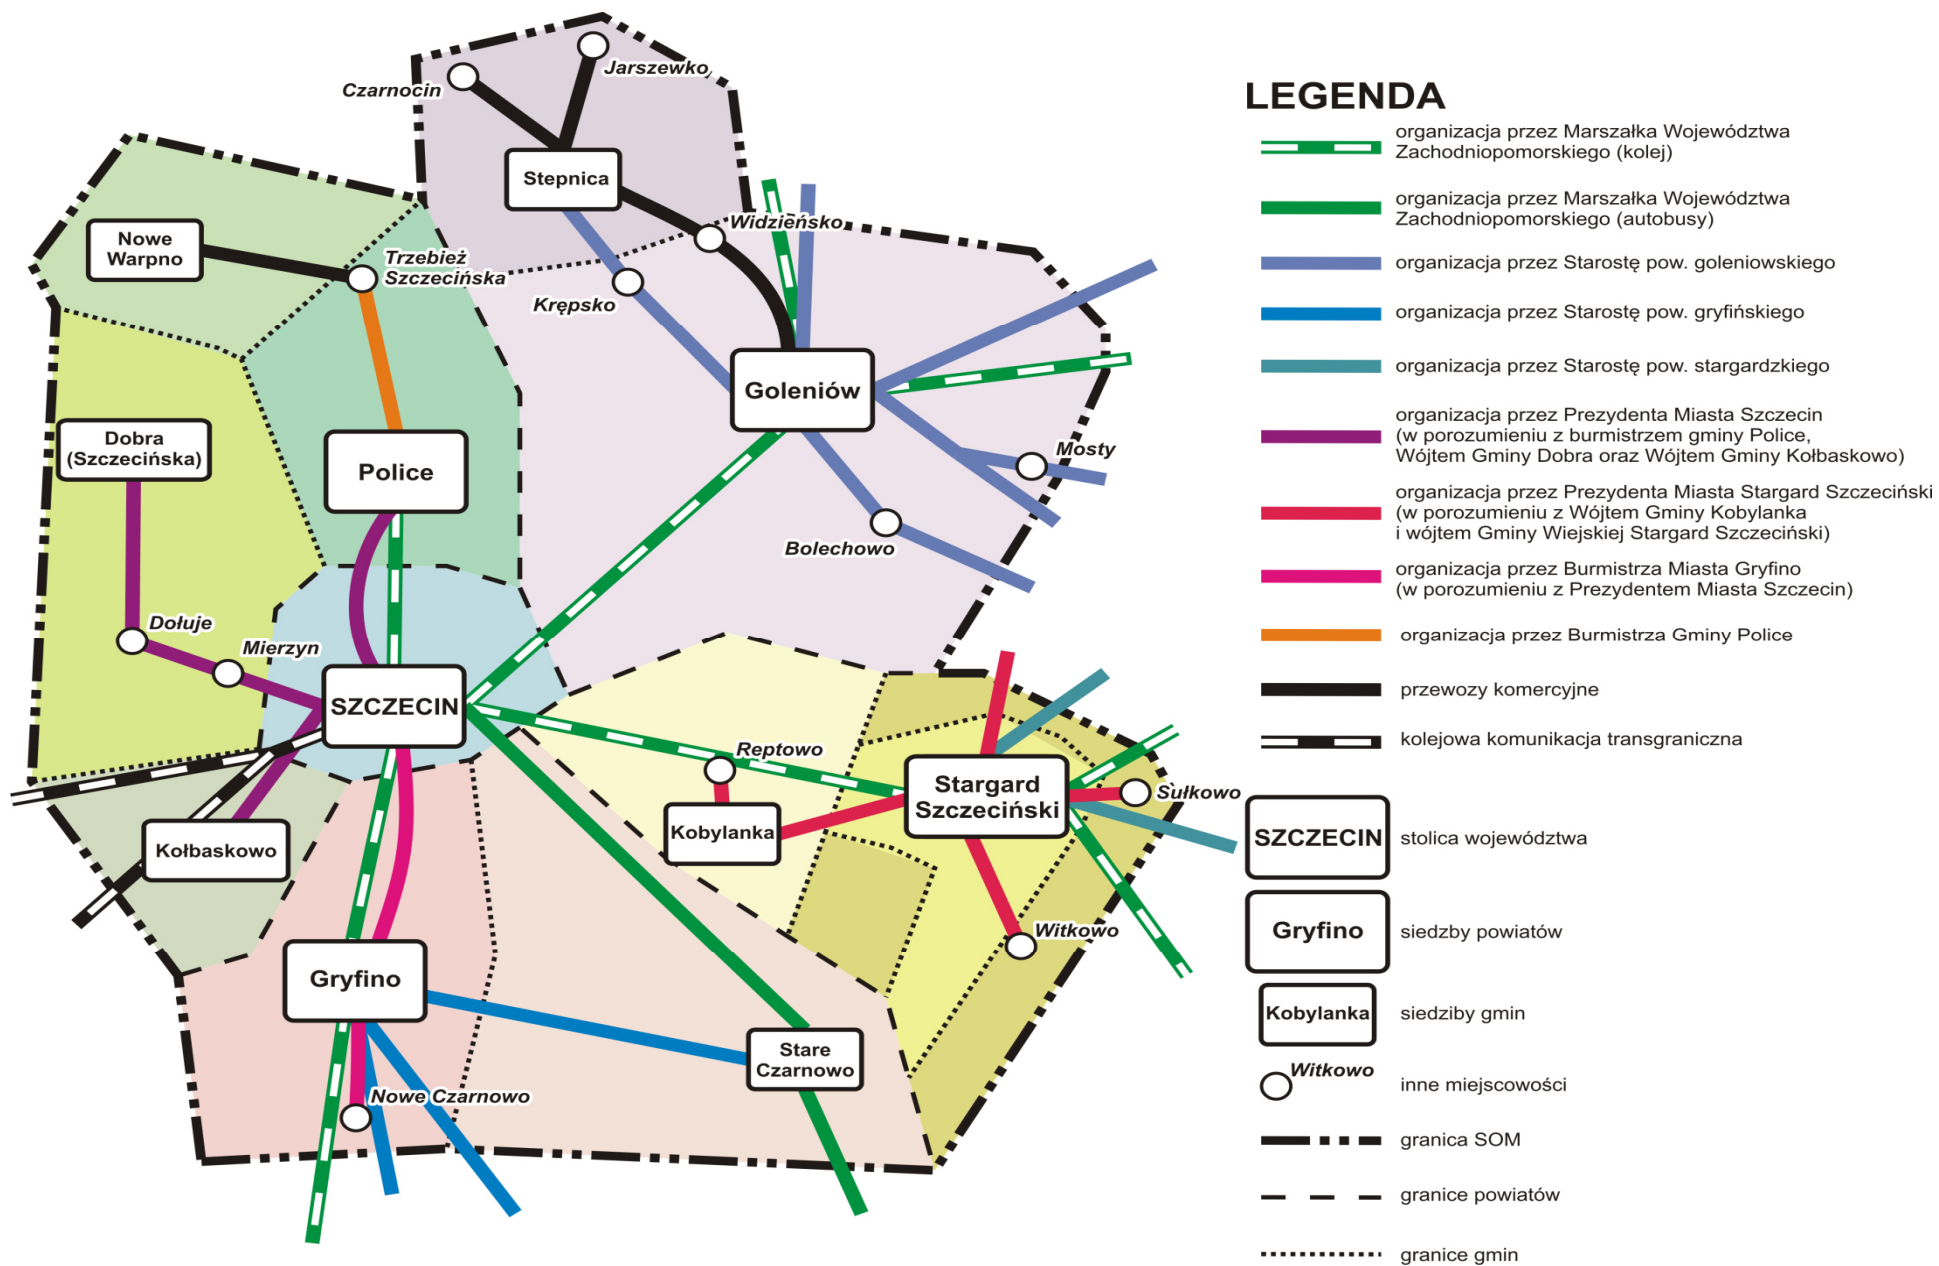 Jarszewko
Czarnocin
Stepnica
Widzieńsko
Nowe
Warpno
Trzebież
Szczecińska
Krępsko
Goleniów
Dobra
(Szczecińska)
Police
Mosty
Bolechowo
Dołuje
Mierzyn
SZCZECIN
Reptowo
Stargard
Szczeciński
Sułkowo
Kobylanka
Kołbaskowo
Witkowo
Gryfino
Stare
Czarnowo
Nowe Czarnowo
LEGENDA
organizacja przez Marszałka Województwa
Zachodniopomorskiego (kolej)
organizacja przez Marszałka Województwa
Zachodniopomorskiego (autobusy)
organizacja przez Starostę pow. goleniowskiego
organizacja przez Starostę pow. gryfińskiego
organizacja przez Starostę pow. stargardzkiego
organizacja przez Prezydenta Miasta Szczecin
(w porozumieniu z burmistrzem gminy Police,
Wójtem Gminy Dobra oraz Wójtem Gminy Kołbaskowo)
organizacja przez Prezydenta Miasta Stargard Szczeciński
(w porozumieniu z Wójtem Gminy Kobylanka
i wójtem Gminy Wiejskiej Stargard Szczeciński)
organizacja przez Burmistrza Miasta Gryfino
(w porozumieniu z Prezydentem Miasta Szczecin)
organizacja przez Burmistrza Gminy Police
przewozy komercyjne
kolejowa komunikacja transgraniczna
SZCZECIN
stolica województwa
Gryfino
siedzby powiatów
Kobylanka
siedziby gmin
Witkowo
inne miejscowości
granica SOM
granice powiatów
granice gmin